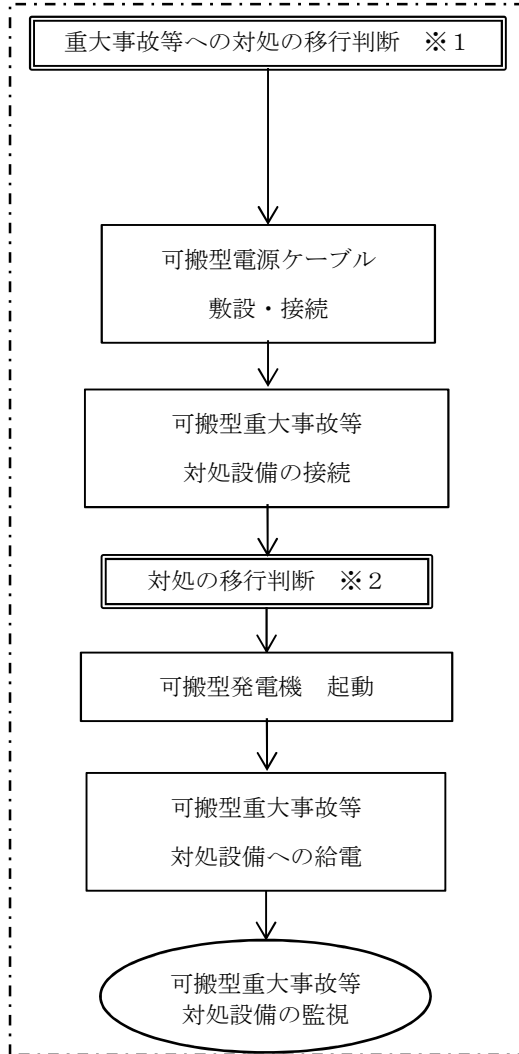 重大事故等への対処の移行判断　※１
可搬型電源ケーブル
敷設・接続
可搬型重大事故等
対処設備の接続
対処の移行判断　※２
可搬型発電機　起動
可搬型重大事故等
対処設備への給電
可搬型重大事故等
対処設備の監視